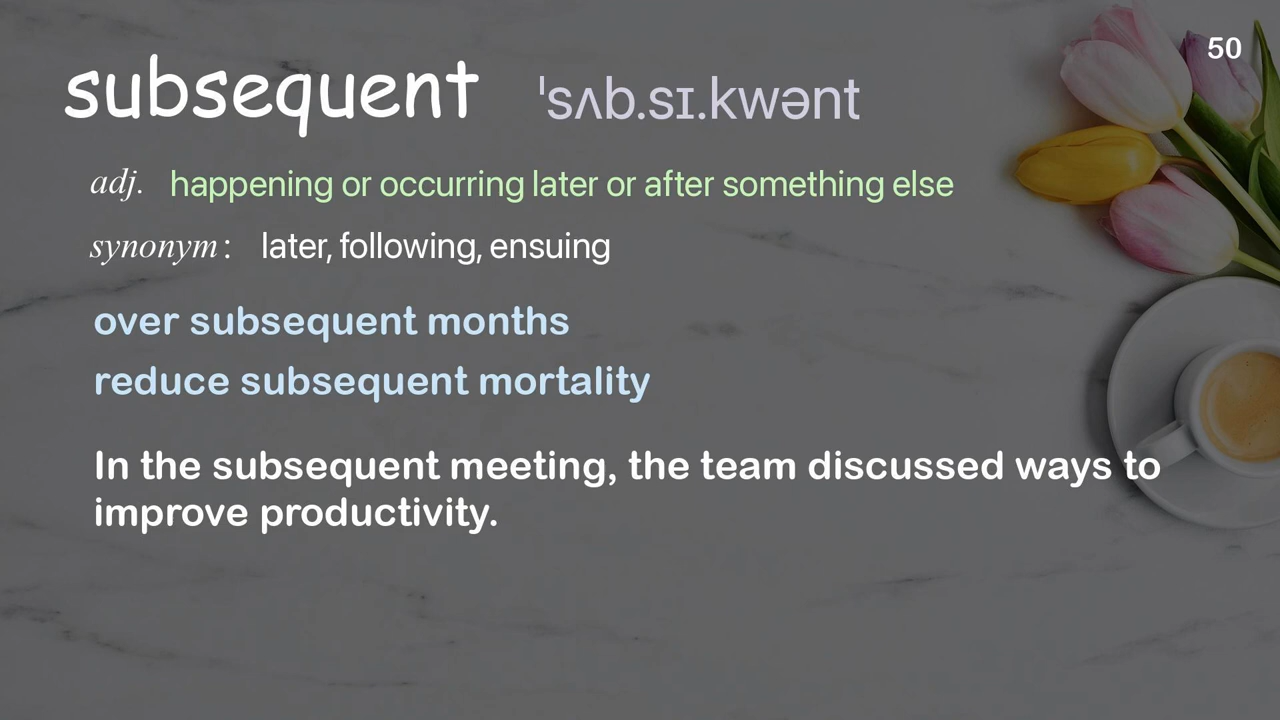 50
subsequent ˈsʌb.sɪ.kwənt
adj. happening or occurring later or after something else
synonym : later, following, ensuing
over subsequent months
reduce subsequent mortality
In the subsequent meeting, the team discussed ways to
improve productivity.